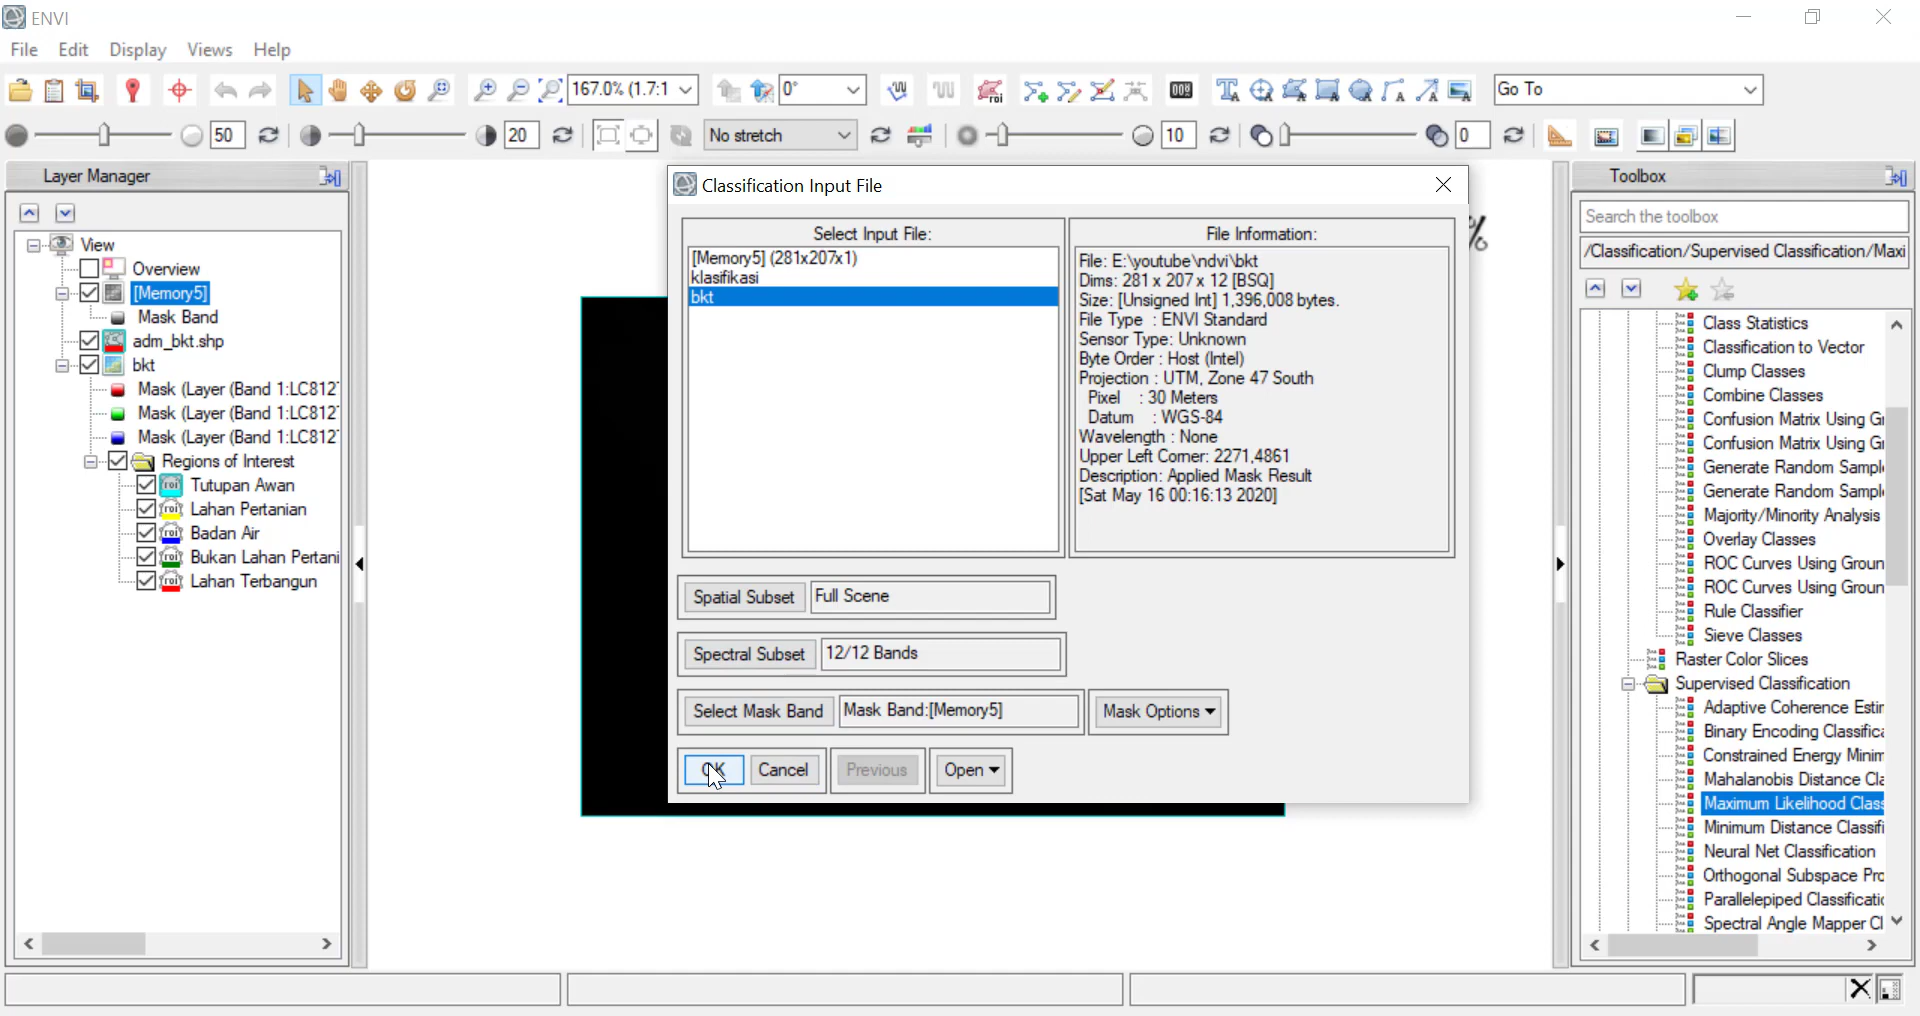 ENVI
File Edit Display Views Help
167.0% (1.7:1 0° Go To
50 20 No stretch 10 0
Layer Manager
View
Overview
[Memory5]
Mask Band
adm_bkt.shp
bkt
Mask (Layer (Band 1:LC812
Mask (Layer (Band 1:LC812
Mask (Layer (Band 1:LC812
Regions of Interest
Tutupan Awan
Lahan Pertanian
Badan Air
Bukan Lahan Pertani
Lahan Terbangun
Classification Input File
Select Input File:
[Memory5] (281x207x1)
klasifikasi
bkt
File Information:
File: E:\youtube\ndvi\bkt
Dims: 281 x 207 x 12 [BSQ]
Size: [Unsigned Int] 1,396,008 bytes.
File Type : ENVI Standard
Sensor Type: Unknown
Byte Order : Host (Intel)
Projection : UTM, Zone 47 South
Pixel : 30 Meters
Datum : WGS-84
Wavelength : None
Upper Left Corner: 2271,4861
Description: Applied Mask Result
[Sat May 16 00:16:13 2020]
Spatial Subset Full Scene
Spectral Subset 12/12 Bands
Select Mask Band Mask Band:[Memory5] Mask Options
OK Cancel Previous Open
%
Toolbox
Search the toolbox
/Classification/Supervised Classification/Maxi
Class Statistics
Classification to Vector
Clump Classes
Combine Classes
Confusion Matrix Using Gr
Confusion Matrix Using Gr
Generate Random Sampl
Generate Random Sampl
Majority/Minority Analysis
Overlay Classes
ROC Curves Using Groun
ROC Curves Using Groun
Rule Classifier
Sieve Classes
Raster Color Slices
Supervised Classification
Adaptive Coherence Estir
Binary Encoding Classifica
Constrained Energy Minim
Mahalanobis Distance Cla
Maximum Likelihood Class
Minimum Distance Classifi
Neural Net Classification
Orthogonal Subspace Pro
Parallelepiped Classificatio
Spectral Angle Mapper Cl